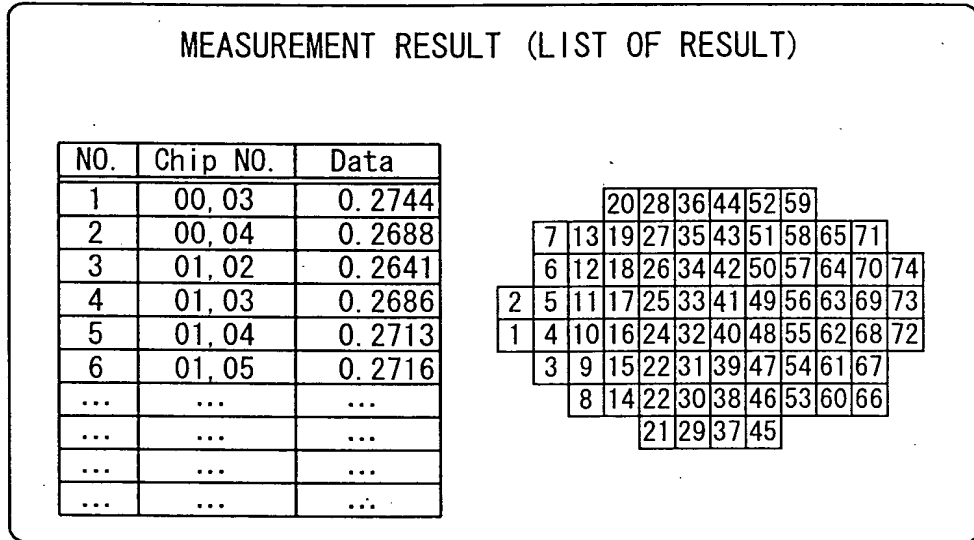 MEASUREMENT RESULT (LIST OF RESULT)
NO. Chip NO. Data
1 00,03 0.2744
2 00,04 0.2688
3 01,02 0.2641
4 01,03 0.2686
5 01,04 0.2713
6 01,05 0.2716
... ... ...
... ... ...
... ... ...
... ... ...
20 28 36 44 52 59
7 13 19 27 35 43 51 58 65 71
6 12 18 26 34 42 50 57 64 70 74
2 5 11 17 25 33 41 49 56 63 69 73
1 4 10 16 24 32 40 48 55 62 68 72
3 9 15 22 31 39 47 54 61 67
8 14 22 30 38 46 53 60 66
21 29 37 45